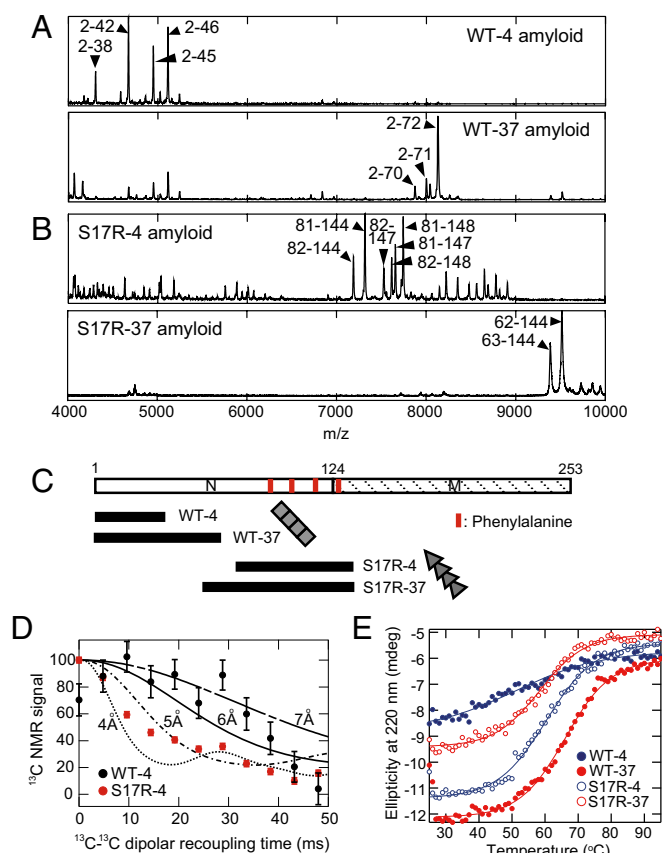 A
2-42
2-46
2-38
2-45
WT-4 amyloid
2-72
WT-37 amyloid
2-71
2-70
B
S17R-4 amyloid
81-144
82-147
81-148
82-144
81-147
82-148
S17R-37 amyloid
62-144
63-144
4000 5000 6000 7000 8000 9000 10000
m/z
C
1 124 253
N M
WT-4
WT-37
: Phenylalanine
S17R-4
S17R-37
D
¹³C NMR signal
100
80
60
40
20
0
4Å 5Å 6Å 7Å
WT-4
S17R-4
0 10 20 30 40 50
¹³C-¹³C dipolar recoupling time (ms)
E
Ellipticity at 220 nm (mdeg)
-5
-6
-7
-8
-9
-10
-11
-12
WT-4
WT-37
S17R-4
S17R-37
30 40 50 60 70 80 90
Temperature (°C)